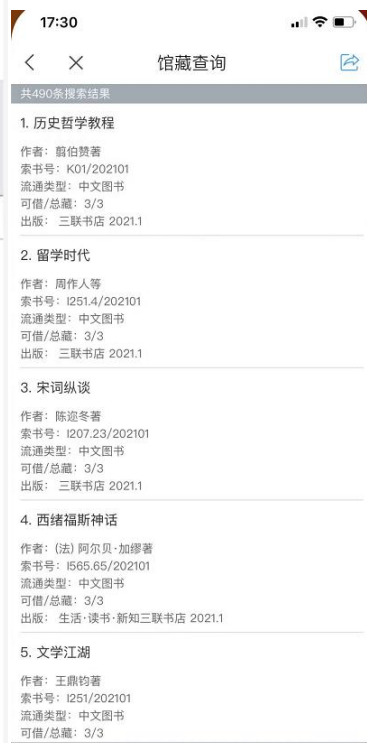 17:30
馆藏查询
共490条搜索结果
1. 历史哲学教程
作者：翦伯赞著
索书号：K01/202101
流通类型：中文图书
可借/总藏：3/3
出版： 三联书店 2021.1
2. 留学时代
作者：周作人等
索书号：I251.4/202101
流通类型：中文图书
可借/总藏：3/3
出版： 三联书店 2021.1
3. 宋词纵谈
作者：陈迩冬著
索书号：I207.23/202101
流通类型：中文图书
可借/总藏：3/3
出版： 三联书店 2021.1
4. 西绪福斯神话
作者：(法) 阿尔贝·加缪著
索书号：I565.65/202101
流通类型：中文图书
可借/总藏：3/3
出版： 生活·读书·新知三联书店 2021.1
5. 文学江湖
作者：王鼎钧著
索书号：I251/202101
流通类型：中文图书
可借/总藏：3/3